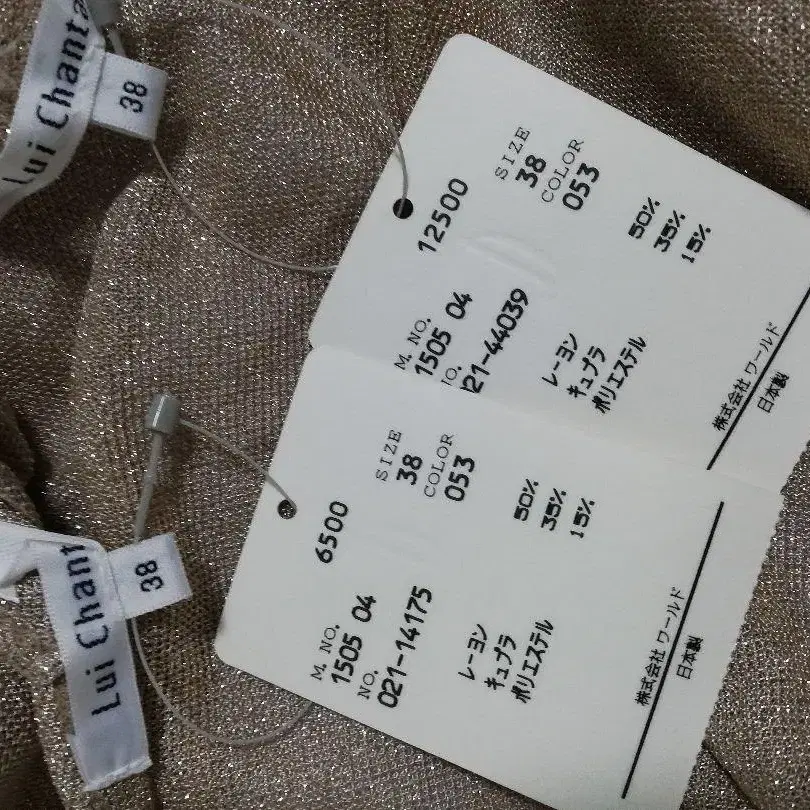 Lui Chanta
38
12500
SIZE
38
COLOR
053
M. NO.
1505 04
NO.
021-44039
レーヨン 50%
キュプラ 35%
ポリエステル 15%
株式会社 ワールド
日本製
Lui Chant
38
6500
SIZE
38
COLOR
053
M. NO.
1505 04
NO.
021-14175
レーヨン 50%
キュプラ 35%
ポリエステル 15%
株式会社 ワールド
日本製